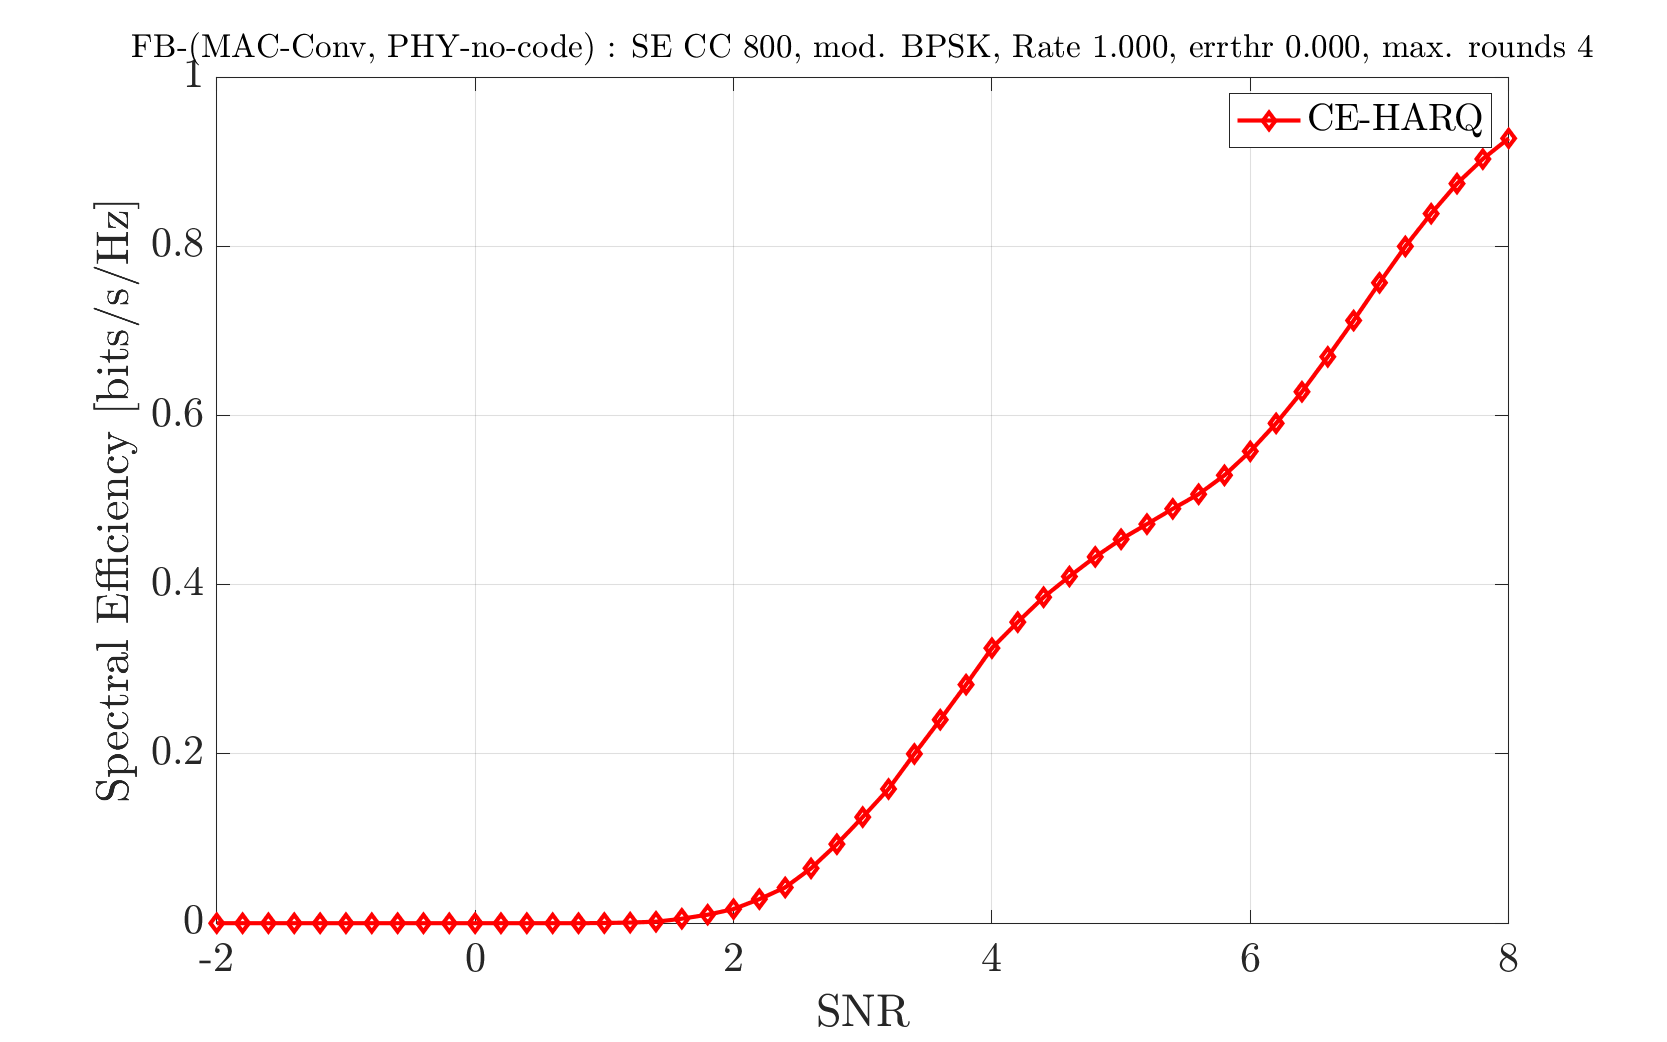 FB-(MAC-Conv, PHY-no-code) : SE CC 800, mod. BPSK, Rate 1.000, errthr 0.000, max. rounds 4
CE-HARQ
Spectral Efficiency [bits/s/Hz]
1
0.8
0.6
0.4
0.2
0
-2 0 2 4 6 8
SNR